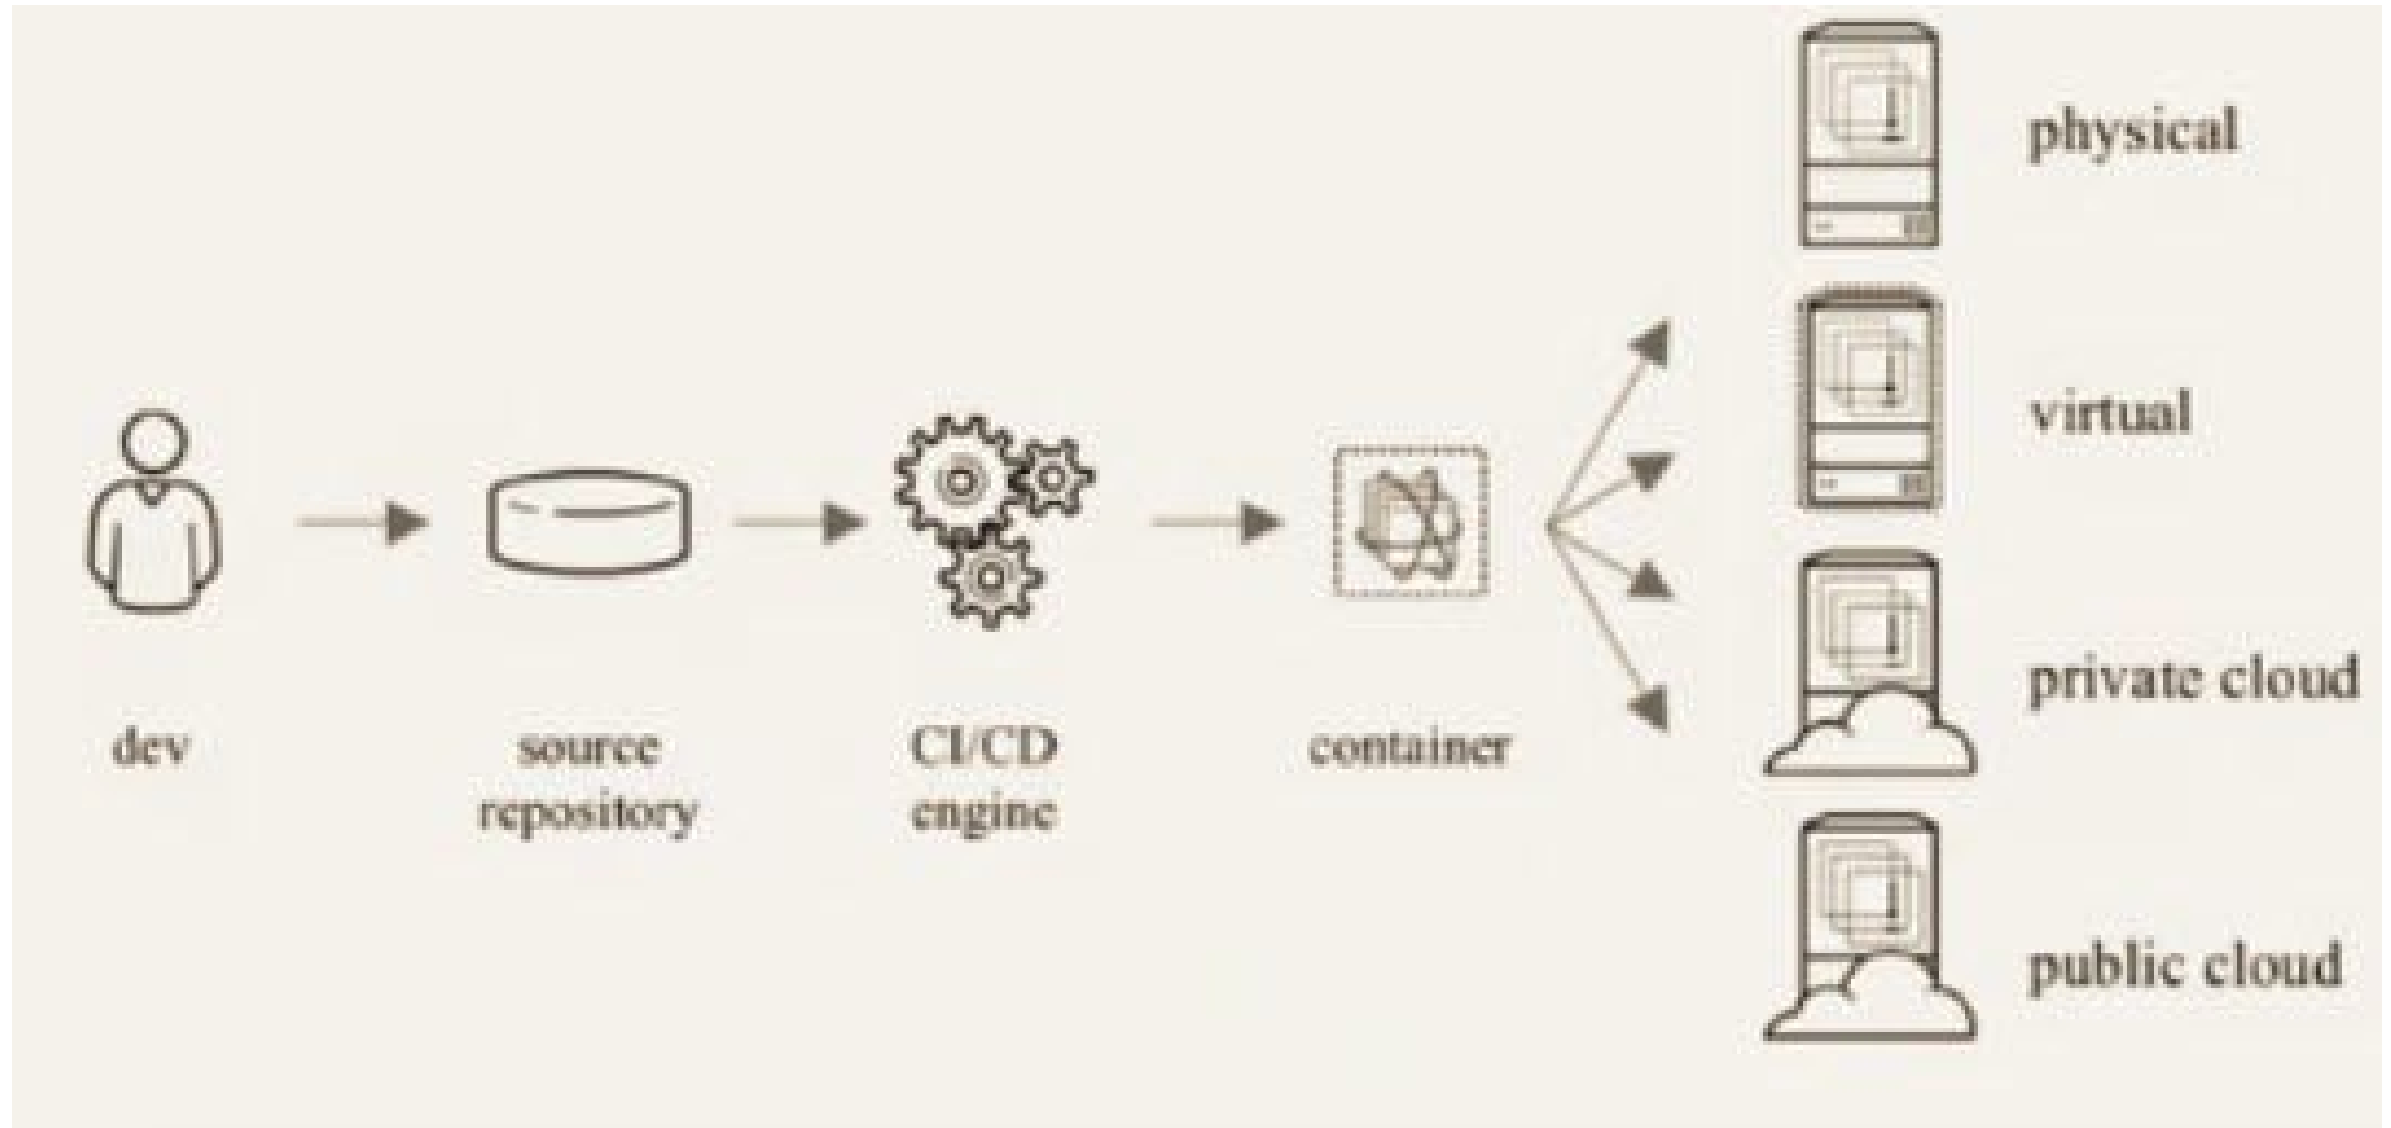 dev
source
repository
CI/CD
engine
container
physical
virtual
private cloud
public cloud